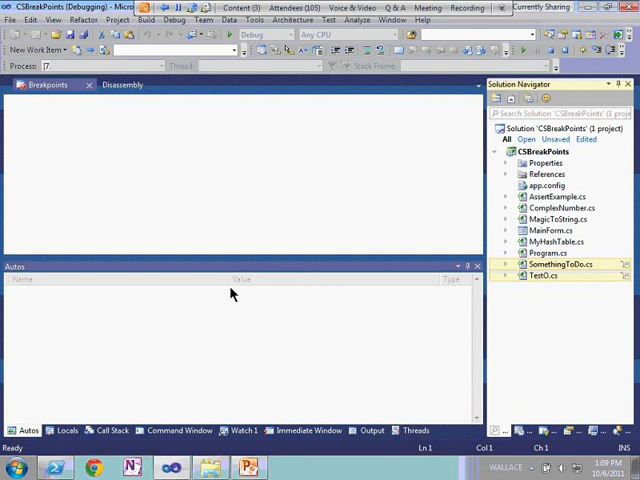 CSBreakPoints (Debugging) - Micro
Content (3) Attendees (105) Voice & Video Q & A Meeting Recording Currently Sharing
File Edit View Refactor Project Build Debug Team Data Tools Architecture Test Analyze Window Help
Debug Any CPU
New Work Item
Process: [7 Thread: Stack Frame:
Breakpoints Disassembly
Solution Navigator
Search Solution 'CSBreakPoints' (1 proje
Solution 'CSBreakPoints' (1 project)
All Open Unsaved Edited
CSBreakPoints
Properties
References
app.config
AssertExample.cs
ComplexNumber.cs
MagicToString.cs
MainForm.cs
MyHashTable.cs
Program.cs
SomethingToDo.cs
TestO.cs
Autos
Name Value Type
Autos Locals Call Stack Command Window Watch 1 Immediate Window Output Threads
Ready Ln 1 Col 1 Ch 1
WALLACE 1:09 PM
10/6/2011